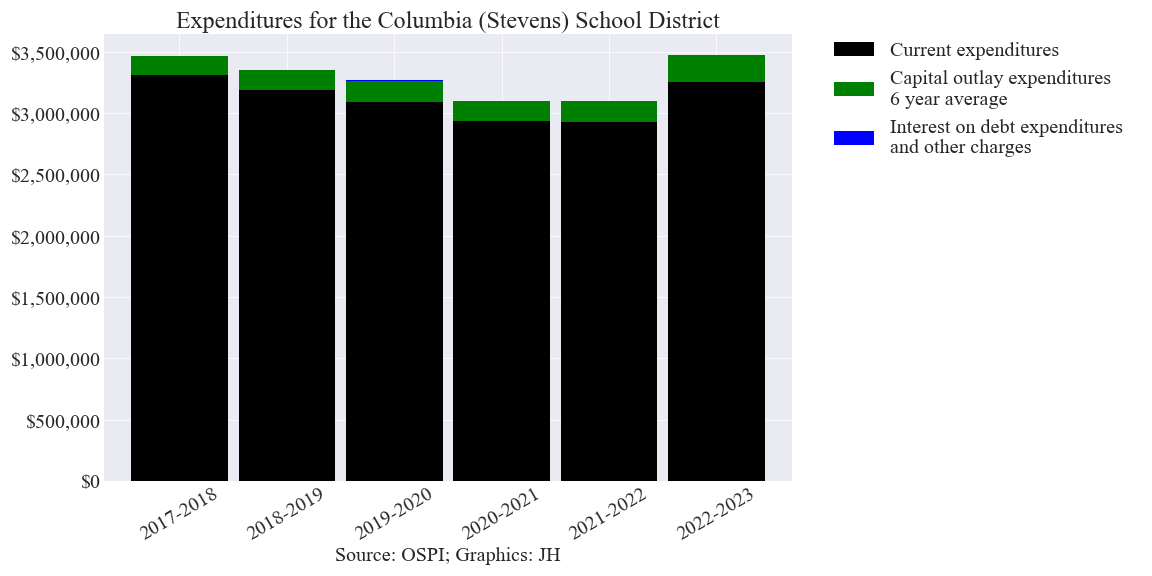 Expenditures for the Columbia (Stevens) School District
$3,500,000
$3,000,000
$2,500,000
$2,000,000
$1,500,000
$1,000,000
$500,000
$0
2017-2018
2018-2019
2019-2020
2020-2021
2021-2022
2022-2023
Source: OSPI; Graphics: JH
Current expenditures
Capital outlay expenditures
6 year average
Interest on debt expenditures
and other charges